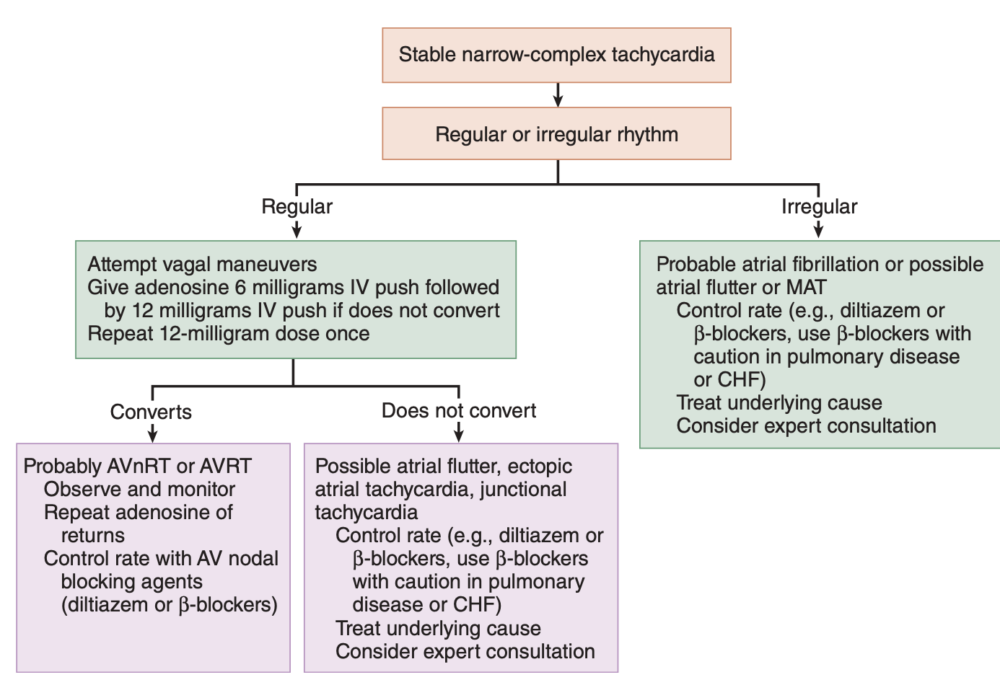 Stable narrow-complex tachycardia
Regular or irregular rhythm
Regular
Irregular
Attempt vagal maneuvers
Give adenosine 6 milligrams IV push followed
by 12 milligrams IV push if does not convert
Repeat 12-milligram dose once
Probable atrial fibrillation or possible
atrial flutter or MAT
Control rate (e.g., diltiazem or
β-blockers, use β-blockers with
caution in pulmonary disease
or CHF)
Treat underlying cause
Consider expert consultation
Converts
Does not convert
Probably AVnRT or AVRT
Observe and monitor
Repeat adenosine of
returns
Control rate with AV nodal
blocking agents
(diltiazem or β-blockers)
Possible atrial flutter, ectopic
atrial tachycardia, junctional
tachycardia
Control rate (e.g., diltiazem or
β-blockers, use β-blockers
with caution in pulmonary
disease or CHF)
Treat underlying cause
Consider expert consultation